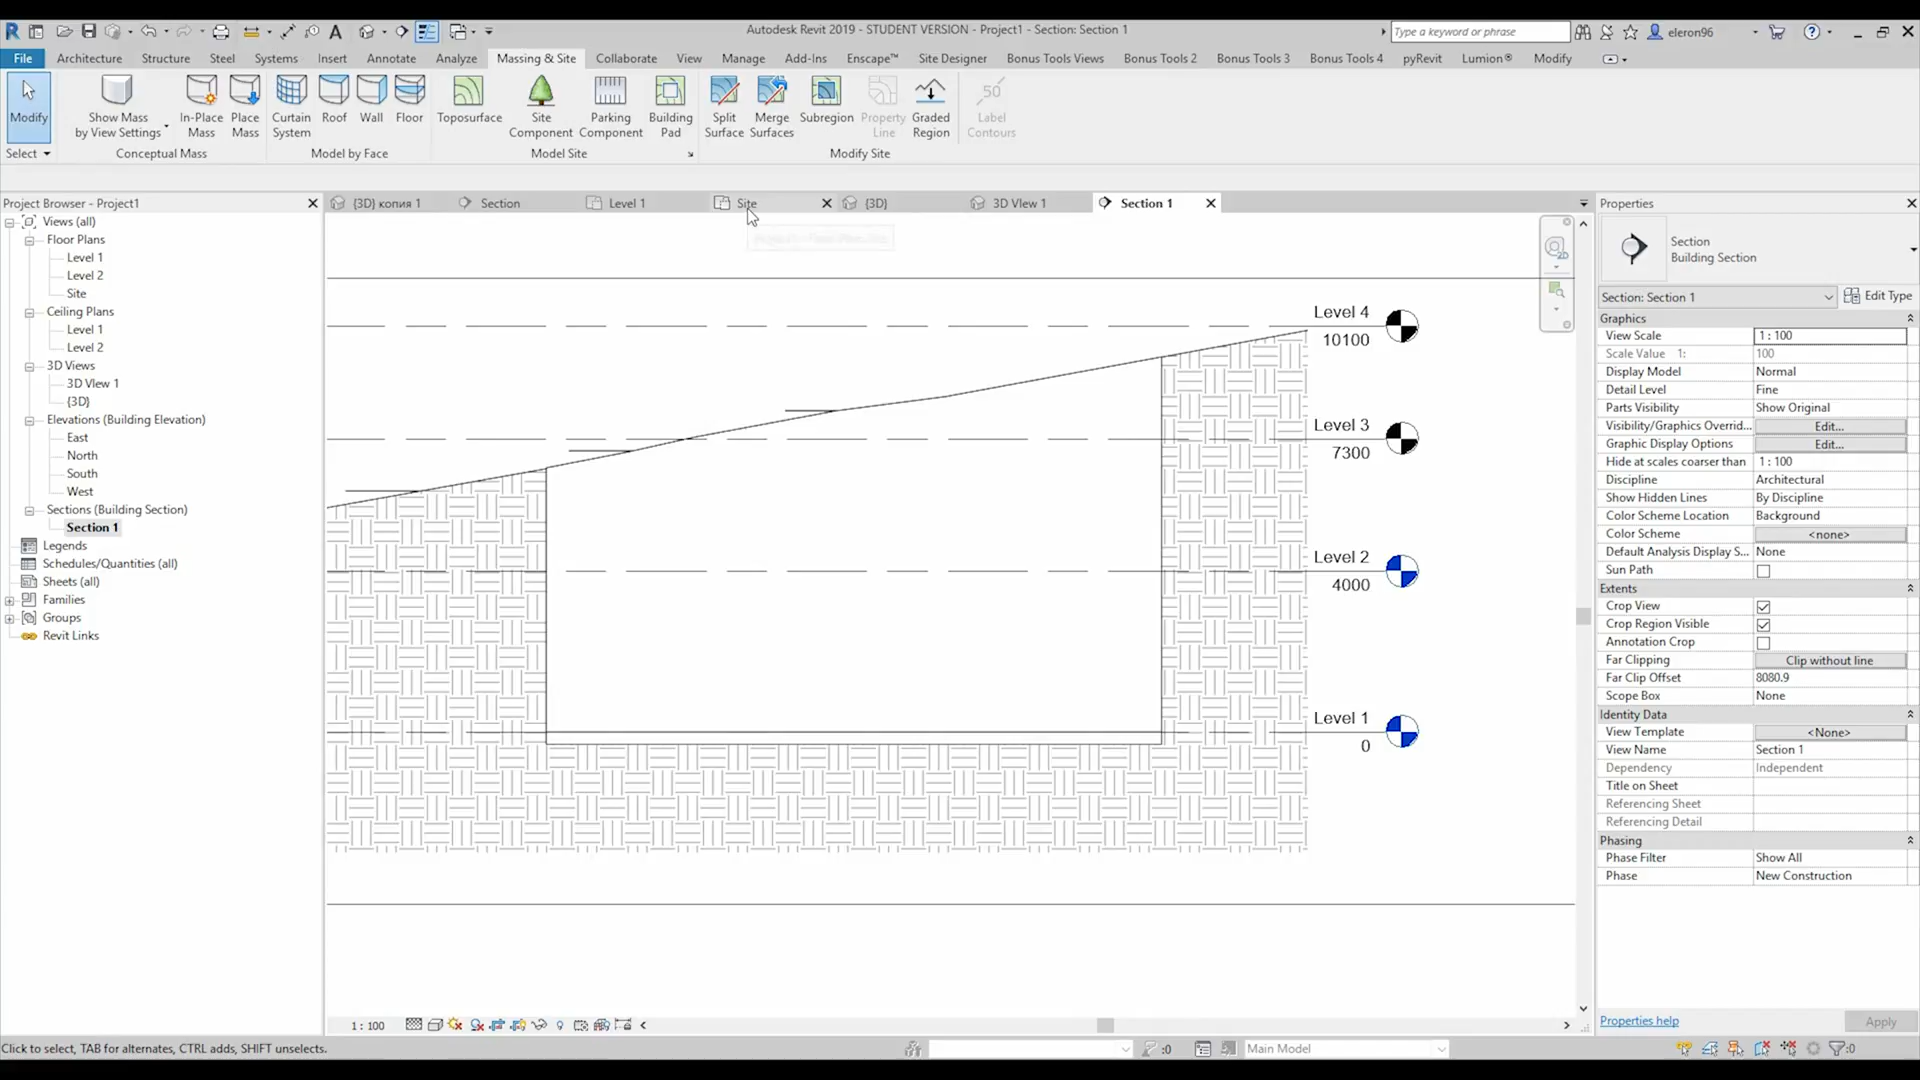 Autodesk Revit 2019 - STUDENT VERSION - Project1 - Section: Section 1
Type a keyword or phrase
eleron96
File
Architecture
Structure
Steel
Systems
Insert
Annotate
Analyze
Massing & Site
Collaborate
View
Manage
Add-Ins
Enscape™
Site Designer
Bonus Tools Views
Bonus Tools 2
Bonus Tools 3
Bonus Tools 4
pyRevit
Lumion®
Modify
Modify
Show Mass
by View Settings
In-Place
Mass
Place
Mass
Curtain
System
Roof
Wall
Floor
Toposurface
Site
Component
Parking
Component
Building
Pad
Split
Surface
Merge
Surfaces
Subregion
Property
Line
Graded
Region
50
Label
Contours
Select
Conceptual Mass
Model by Face
Model Site
Modify Site
Project Browser - Project1
Views (all)
Floor Plans
Level 1
Level 2
Site
Ceiling Plans
Level 1
Level 2
3D Views
3D VIew 1
{3D}
Elevations (Building Elevation)
East
North
South
West
Sections (Building Section)
Section 1
Legends
Schedules/Quantities (all)
Sheets (all)
Families
Groups
Revit Links
{3D} копия 1
Section
Level 1
Site
{3D}
3D VIew 1
Section 1
Level 4
10100
Level 3
7300
Level 2
4000
Level 1
0
2D
Properties
Section
Building Section
Section: Section 1
Edit Type
Graphics
View Scale 1 : 100
Scale Value 1: 100
Display Model Normal
Detail Level Fine
Parts Visibility Show Original
Visibility/Graphics Overrid... Edit...
Graphic Display Options Edit...
Hide at scales coarser than 1 : 100
Discipline Architectural
Show Hidden Lines By Discipline
Color Scheme Location Background
Color Scheme <none>
Default Analysis Display S... None
Sun Path
Extents
Crop View
Crop Region Visible
Annotation Crop
Far Clipping Clip without line
Far Clip Offset 8080.9
Scope Box None
Identity Data
View Template <None>
View Name Section 1
Dependency Independent
Title on Sheet
Referencing Sheet
Referencing Detail
Phasing
Phase Filter Show All
Phase New Construction
Properties help
Apply
1 : 100
Click to select, TAB for alternates, CTRL adds, SHIFT unselects.
:0
Main Model
:0